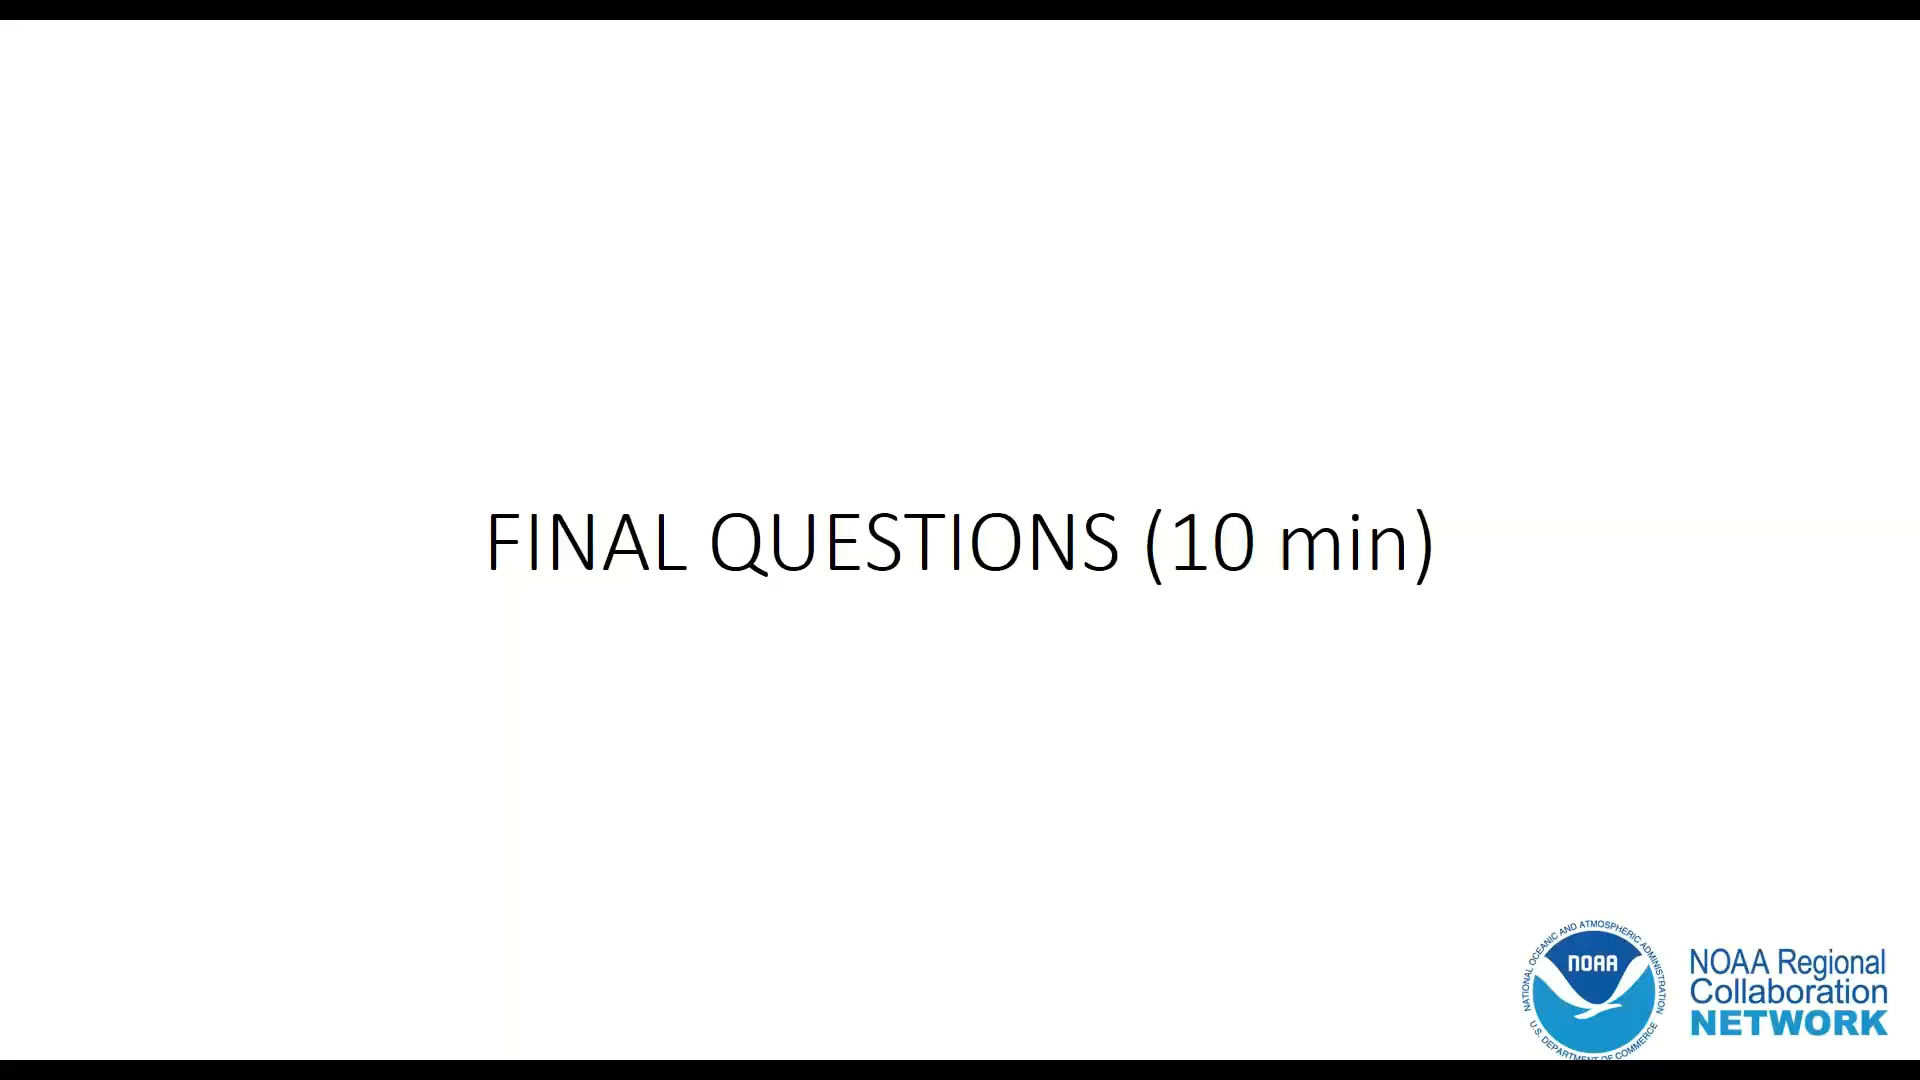 FINAL QUESTIONS (10 min)
NATIONAL OCEANIC AND ATMOSPHERIC ADMINISTRATION
NOAA
U.S. DEPARTMENT OF COMMERCE
NOAA Regional
Collaboration
NETWORK